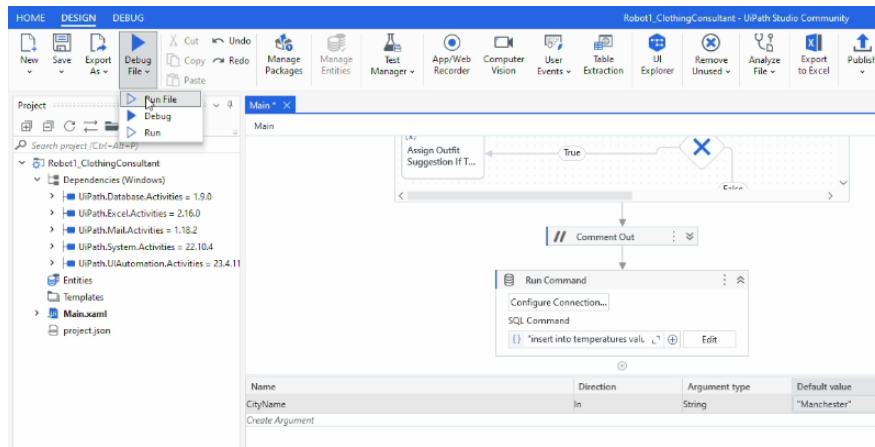 HOME DESIGN DEBUG Robot1_ClothingConsultant - UiPath Studio Community
New Save Export As Debug File Cut Copy Paste Undo Redo Manage Packages Manage Entities Test Manager App/Web Recorder Computer Vision User Events Table Extraction UI Explorer Remove Unused Analyze File Export to Excel Publish
Run File
Debug
Run
Project
Search project (Ctrl+Alt+P)
Robot1_ClothingConsultant
Dependencies (Windows)
UiPath.Database.Activities = 1.9.0
UiPath.Excel.Activities = 2.16.0
UiPath.Mail.Activities = 1.18.2
UiPath.System.Activities = 22.10.4
UiPath.UIAutomation.Activities = 23.4.11
Entities
Templates
Main.xaml
project.json
Main *
Main
Assign Outfit
Suggestion If T...
True
False
// Comment Out
Run Command
Configure Connection...
SQL Command
"insert into temperatures valu Edit
Name Direction Argument type Default value
CityName In String "Manchester"
Create Argument